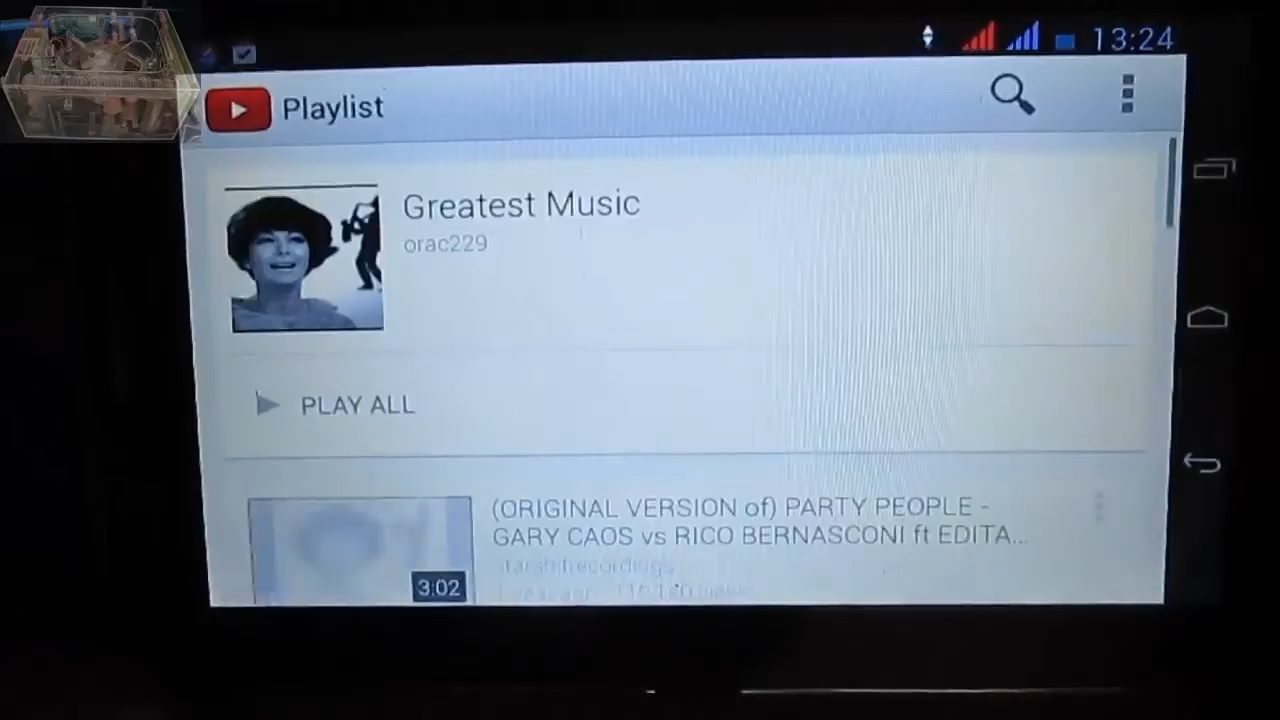 13:24
Playlist
Greatest Music
orac229
PLAY ALL
(ORIGINAL VERSION of) PARTY PEOPLE -
GARY CAOS vs RICO BERNASCONI ft EDITA...
3:02